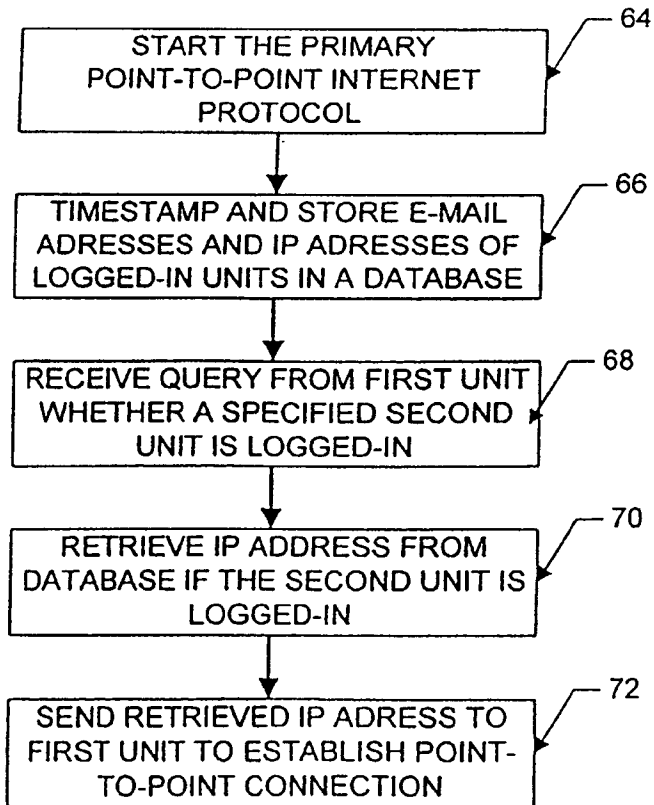 64
START THE PRIMARY
POINT-TO-POINT INTERNET
PROTOCOL
66
TIMESTAMP AND STORE E-MAIL
ADRESSES AND IP ADRESSES OF
LOGGED-IN UNITS IN A DATABASE
68
RECEIVE QUERY FROM FIRST UNIT
WHETHER A SPECIFIED SECOND
UNIT IS LOGGED-IN
70
RETRIEVE IP ADDRESS FROM
DATABASE IF THE SECOND UNIT IS
LOGGED-IN
72
SEND RETRIEVED IP ADRESS TO
FIRST UNIT TO ESTABLISH POINT-
TO-POINT CONNECTION